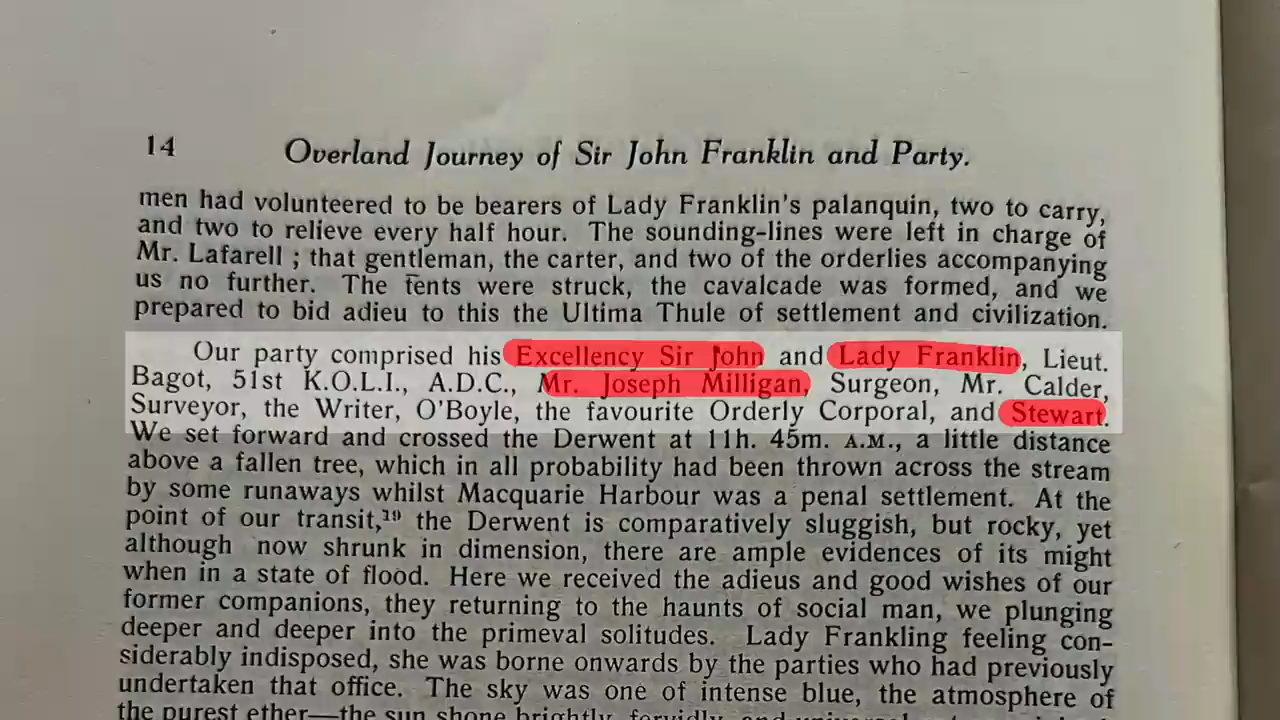 14 Overland Journey of Sir John Franklin and Party.
men had volunteered to be bearers of Lady Franklin's palanquin, two to carry,
and two to relieve every half hour. The sounding-lines were left in charge of
Mr. Lafarell ; that gentleman, the carter, and two of the orderlies accompanying
us no further. The tents were struck, the cavalcade was formed, and we
prepared to bid adieu to this the Ultima Thule of settlement and civilization.
Our party comprised his Excellency Sir John and Lady Franklin, Lieut.
Bagot, 51st K.O.L.I., A.D.C., Mr. Joseph Milligan, Surgeon, Mr. Calder,
Surveyor, the Writer, O'Boyle, the favourite Orderly Corporal, and Stewart.
We set forward and crossed the Derwent at 11h. 45m. A.M., a little distance
above a fallen tree, which in all probability had been thrown across the stream
by some runaways whilst Macquarie Harbour was a penal settlement. At the
point of our transit,¹⁹ the Derwent is comparatively sluggish, but rocky, yet
although now shrunk in dimension, there are ample evidences of its might
when in a state of flood. Here we received the adieus and good wishes of our
former companions, they returning to the haunts of social man, we plunging
deeper and deeper into the primeval solitudes. Lady Frankling feeling con-
siderably indisposed, she was borne onwards by the parties who had previously
undertaken that office. The sky was one of intense blue, the atmosphere of
the purest ether—the sun shone brightly, fervidly, and